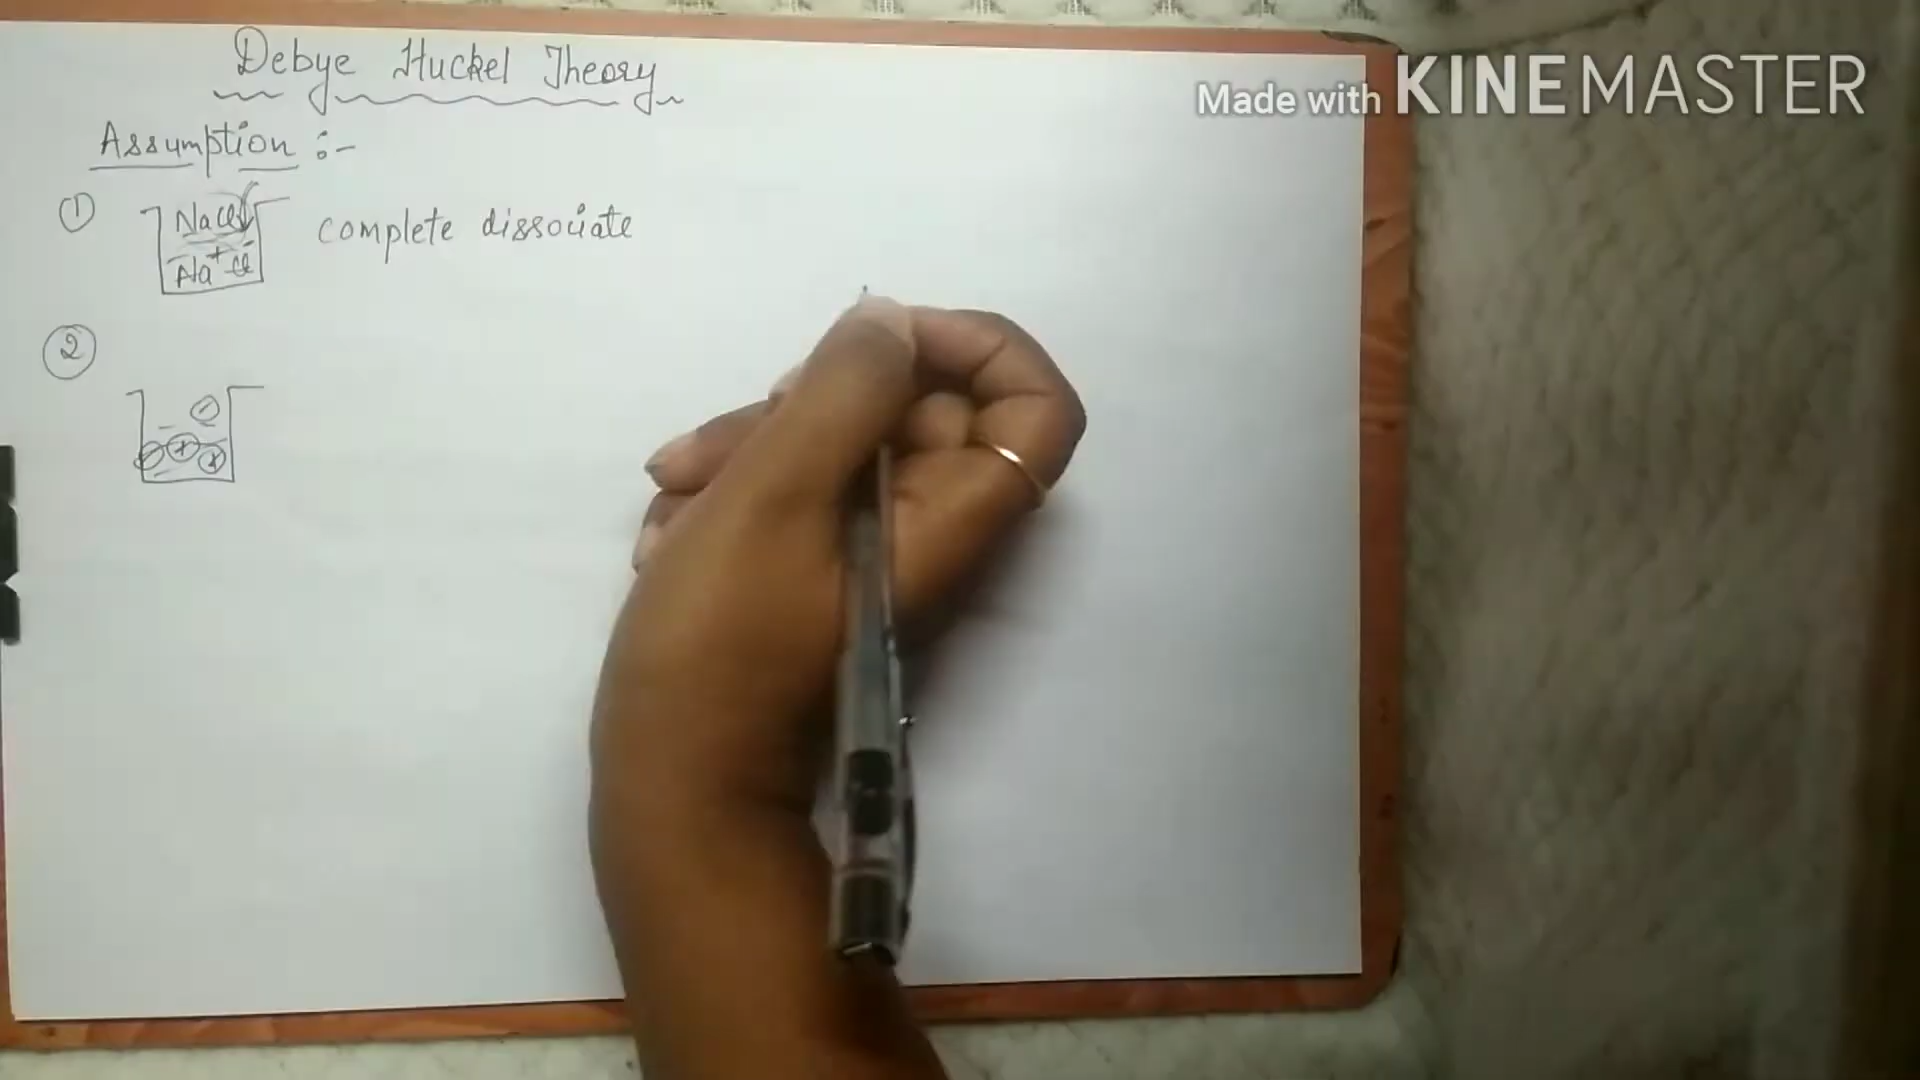 Debye Huckel Theory
Made with KINEMASTER
Assumption :-
① NaCl complete dissociate
Na⁺ Cl⁻
②
- -
- + +